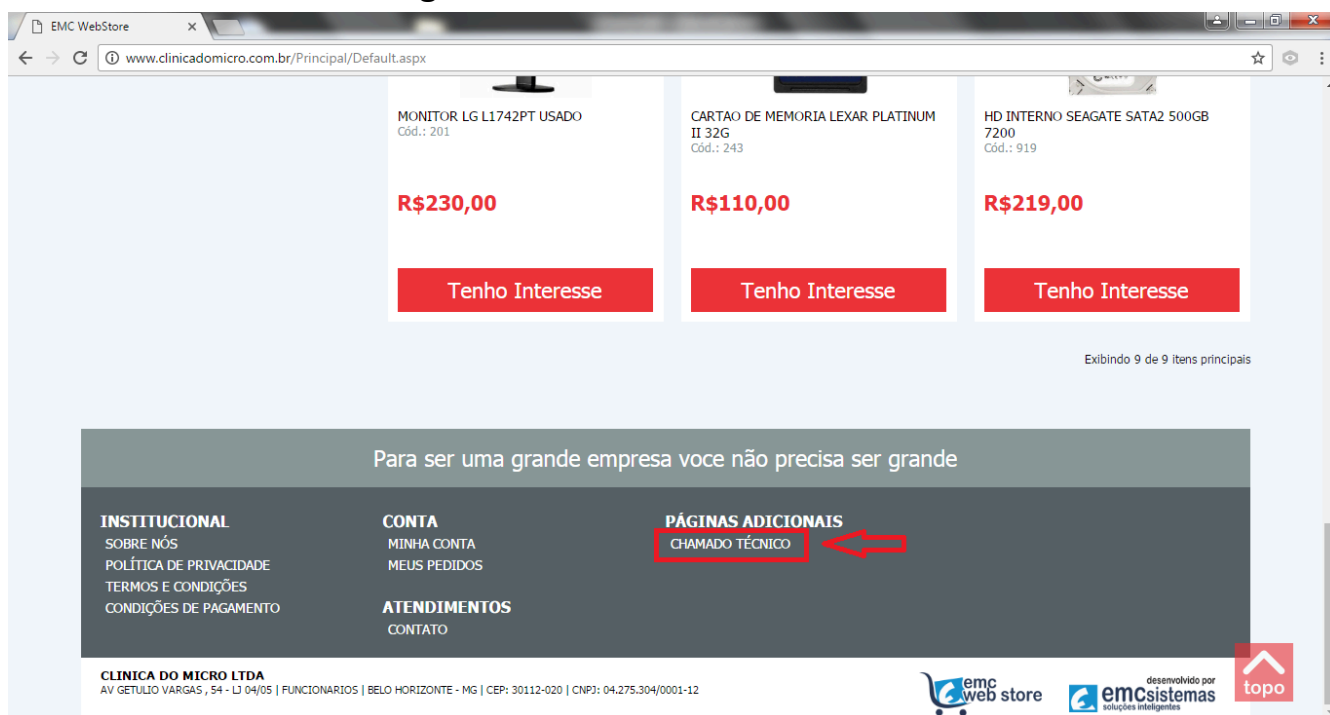 EMC WebStore
www.clinicadomicro.com.br/Principal/Default.aspx
MONITOR LG L1742PT USADO
Cód.: 201
R$230,00
Tenho Interesse
CARTAO DE MEMORIA LEXAR PLATINUM
II 32G
Cód.: 243
R$110,00
Tenho Interesse
HD INTERNO SEAGATE SATA2 500GB
7200
Cód.: 919
R$219,00
Tenho Interesse
Exibindo 9 de 9 itens principais
Para ser uma grande empresa voce não precisa ser grande
INSTITUCIONAL
SOBRE NÓS
POLÍTICA DE PRIVACIDADE
TERMOS E CONDIÇÕES
CONDIÇÕES DE PAGAMENTO
CONTA
MINHA CONTA
MEUS PEDIDOS
ATENDIMENTOS
CONTATO
PÁGINAS ADICIONAIS
CHAMADO TÉCNICO
CLINICA DO MICRO LTDA
AV GETULIO VARGAS , 54 - LJ 04/05 | FUNCIONARIOS | BELO HORIZONTE - MG | CEP: 30112-020 | CNPJ: 04.275.304/0001-12
emc
web store
desenvolvido por
emcsistemas
soluções inteligentes
topo